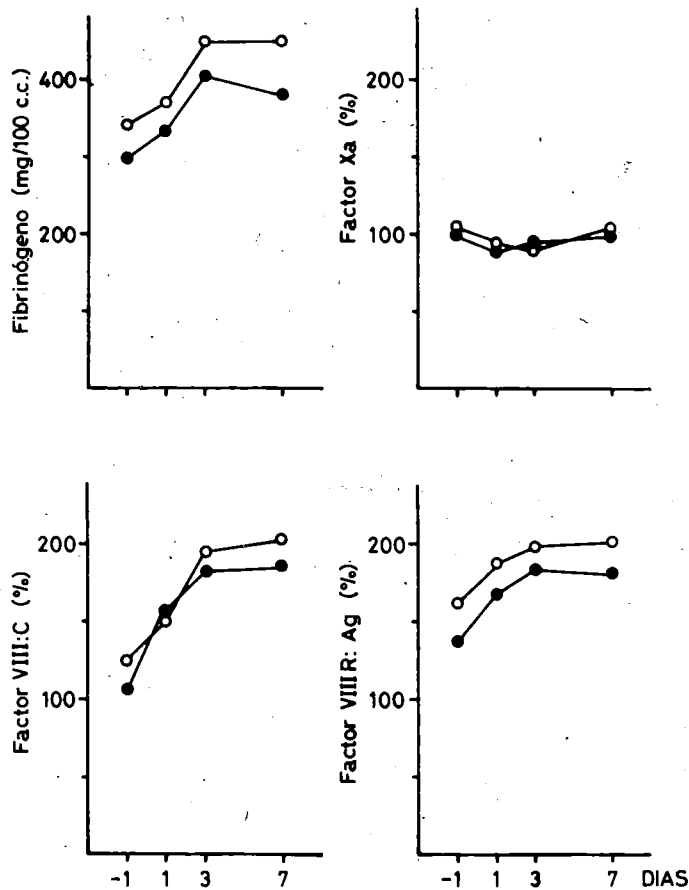 Fibrinógeno (mg/100 c.c.)
400
200
Factor Xa (%)
200
100
Factor VIII:C (%)
200
100
-1 1 3 7
Factor VIII R: Ag (%)
200
100
-1 1 3 7 DIAS